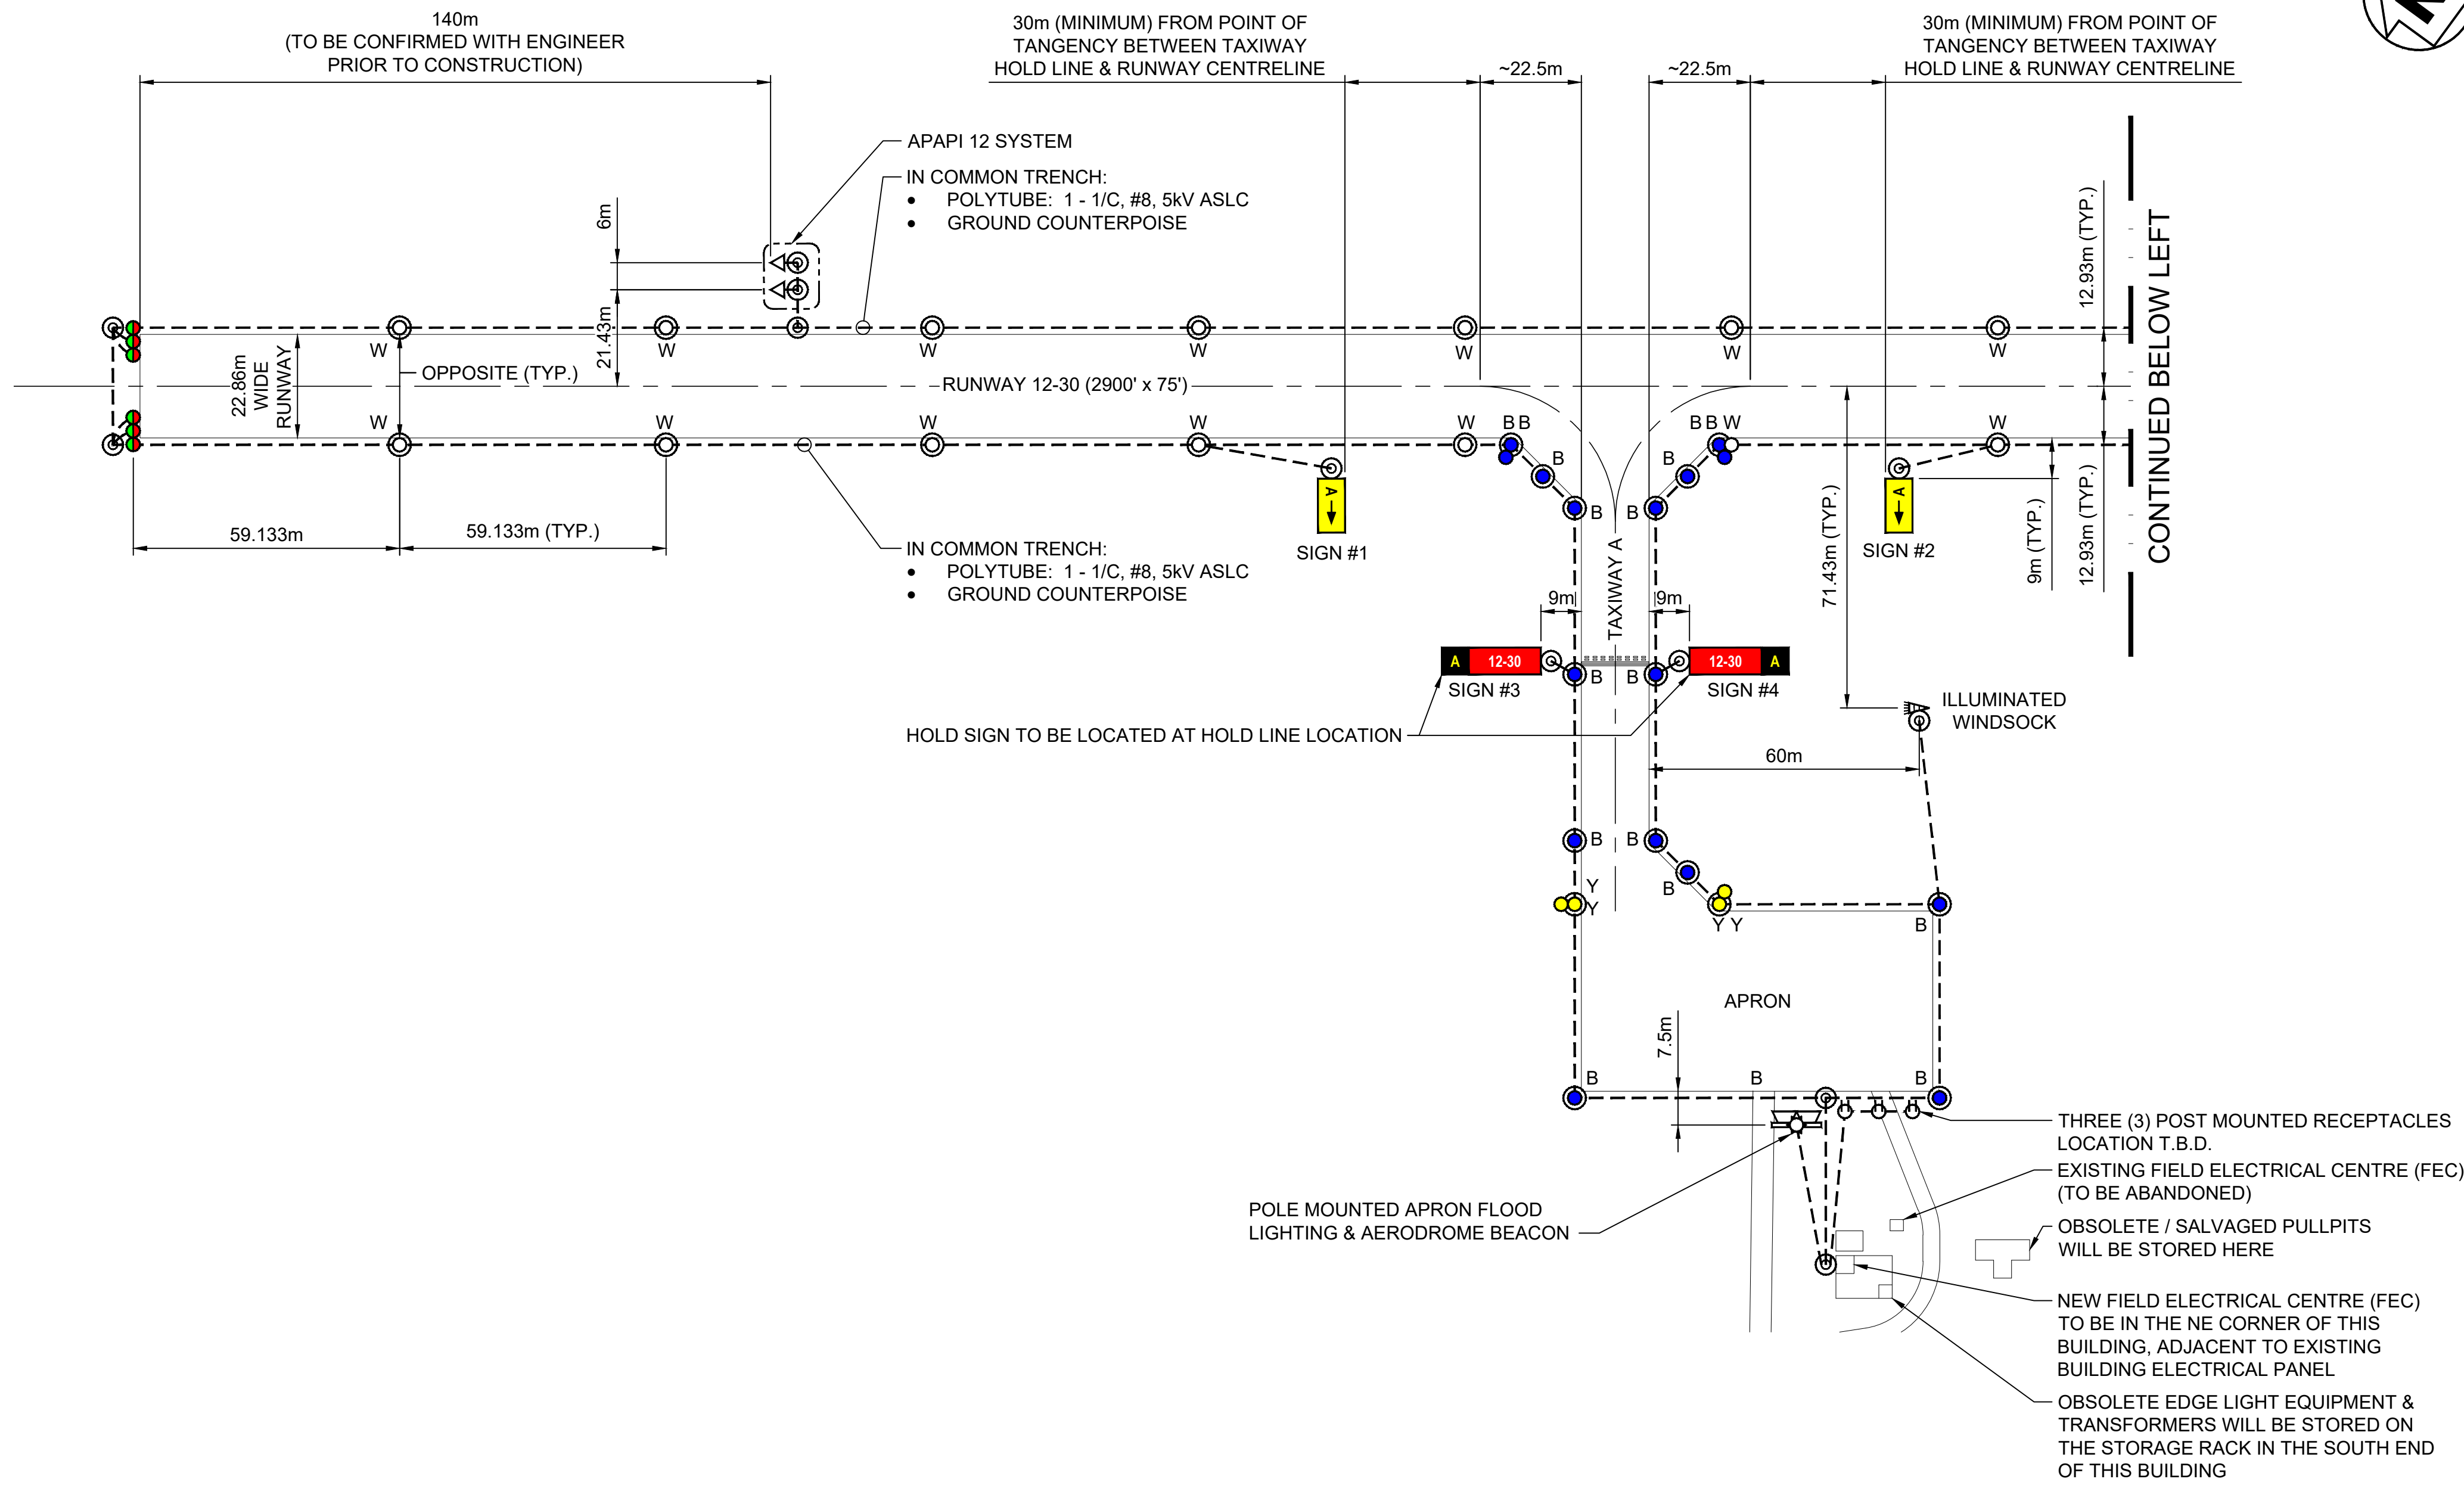 140m
(TO BE CONFIRMED WITH ENGINEER
PRIOR TO CONSTRUCTION)
30m (MINIMUM) FROM POINT OF
TANGENCY BETWEEN TAXIWAY
HOLD LINE & RUNWAY CENTRELINE
~22.5m
~22.5m
30m (MINIMUM) FROM POINT OF
TANGENCY BETWEEN TAXIWAY
HOLD LINE & RUNWAY CENTRELINE
N
APAPI 12 SYSTEM
IN COMMON TRENCH:
• POLYTUBE: 1 - 1/C, #8, 5kV ASLC
• GROUND COUNTERPOISE
6m
21.43m
12.93m (TYP.)
CONTINUED BELOW LEFT
W
W
W
W
W
W
W
22.86m
WIDE
RUNWAY
OPPOSITE (TYP.)
RUNWAY 12-30 (2900' x 75')
W
W
W
W
W
B B
B B W
W
B
B
B
B
59.133m
59.133m (TYP.)
IN COMMON TRENCH:
• POLYTUBE: 1 - 1/C, #8, 5kV ASLC
• GROUND COUNTERPOISE
A
SIGN #1
A
SIGN #2
TAXIWAY A
71.43m (TYP.)
9m (TYP.)
12.93m (TYP.)
9m
9m
A 12-30
12-30 A
SIGN #3
B
B
SIGN #4
HOLD SIGN TO BE LOCATED AT HOLD LINE LOCATION
ILLUMINATED
WINDSOCK
60m
B
B
B
Y
Y
Y Y
B
APRON
7.5m
B
B
B
THREE (3) POST MOUNTED RECEPTACLES
LOCATION T.B.D.
EXISTING FIELD ELECTRICAL CENTRE (FEC)
(TO BE ABANDONED)
POLE MOUNTED APRON FLOOD
LIGHTING & AERODROME BEACON
OBSOLETE / SALVAGED PULLPITS
WILL BE STORED HERE
NEW FIELD ELECTRICAL CENTRE (FEC)
TO BE IN THE NE CORNER OF THIS
BUILDING, ADJACENT TO EXISTING
BUILDING ELECTRICAL PANEL
OBSOLETE EDGE LIGHT EQUIPMENT &
TRANSFORMERS WILL BE STORED ON
THE STORAGE RACK IN THE SOUTH END
OF THIS BUILDING